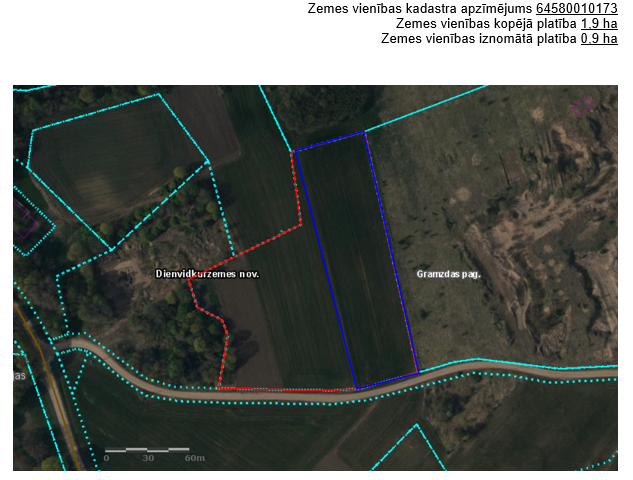 Zemes vienības kadastra apzīmējums 64580010173
Zemes vienības kopējā platība 1,9 ha
Zemes vienības iznomātā platība 0,9 ha
Dienvidkurzemes nov.
Gramzdas pag.
as
0 30 60m